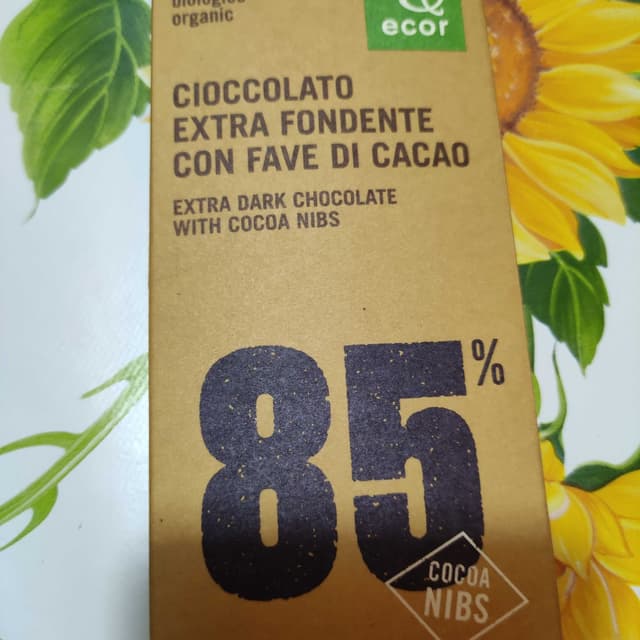 biologico
organic
ecor
CIOCCOLATO
EXTRA FONDENTE
CON FAVE DI CACAO
EXTRA DARK CHOCOLATE
WITH COCOA NIBS
85%
COCOA
NIBS